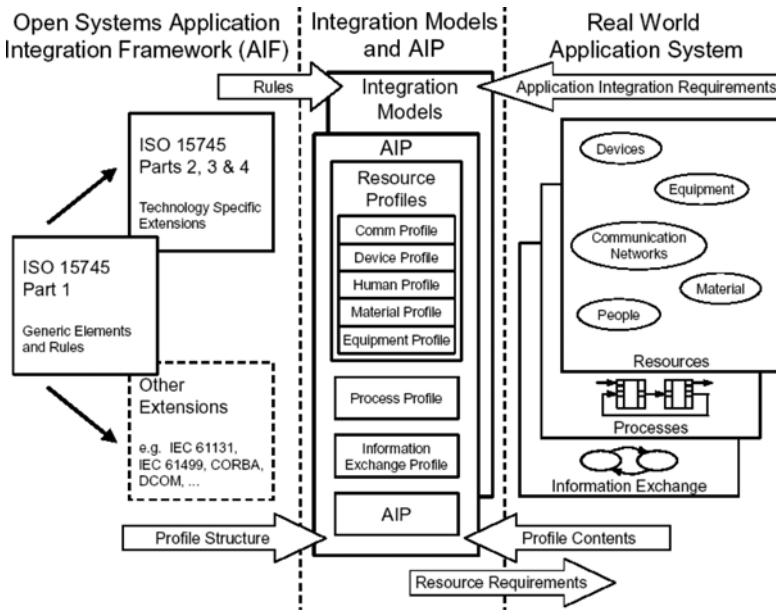 Open Systems Application
Integration Framework (AIF)
Integration Models
and AIP
Real World
Application System
Rules
Integration
Models
Application Integration Requirements
ISO 15745
Parts 2, 3 & 4
Technology Specific
Extensions
ISO 15745
Part 1
Generic Elements
and Rules
Other
Extensions
e.g. IEC 61131,
IEC 61499, CORBA,
DCOM, ...
AIP
Resource
Profiles
Comm Profile
Device Profile
Human Profile
Material Profile
Equipment Profile
Process Profile
Information
Exchange Profile
AIP
Devices
Equipment
Communication
Networks
Material
People
Resources
Processes
Information Exchange
Profile Structure
Profile Contents
Resource Requirements